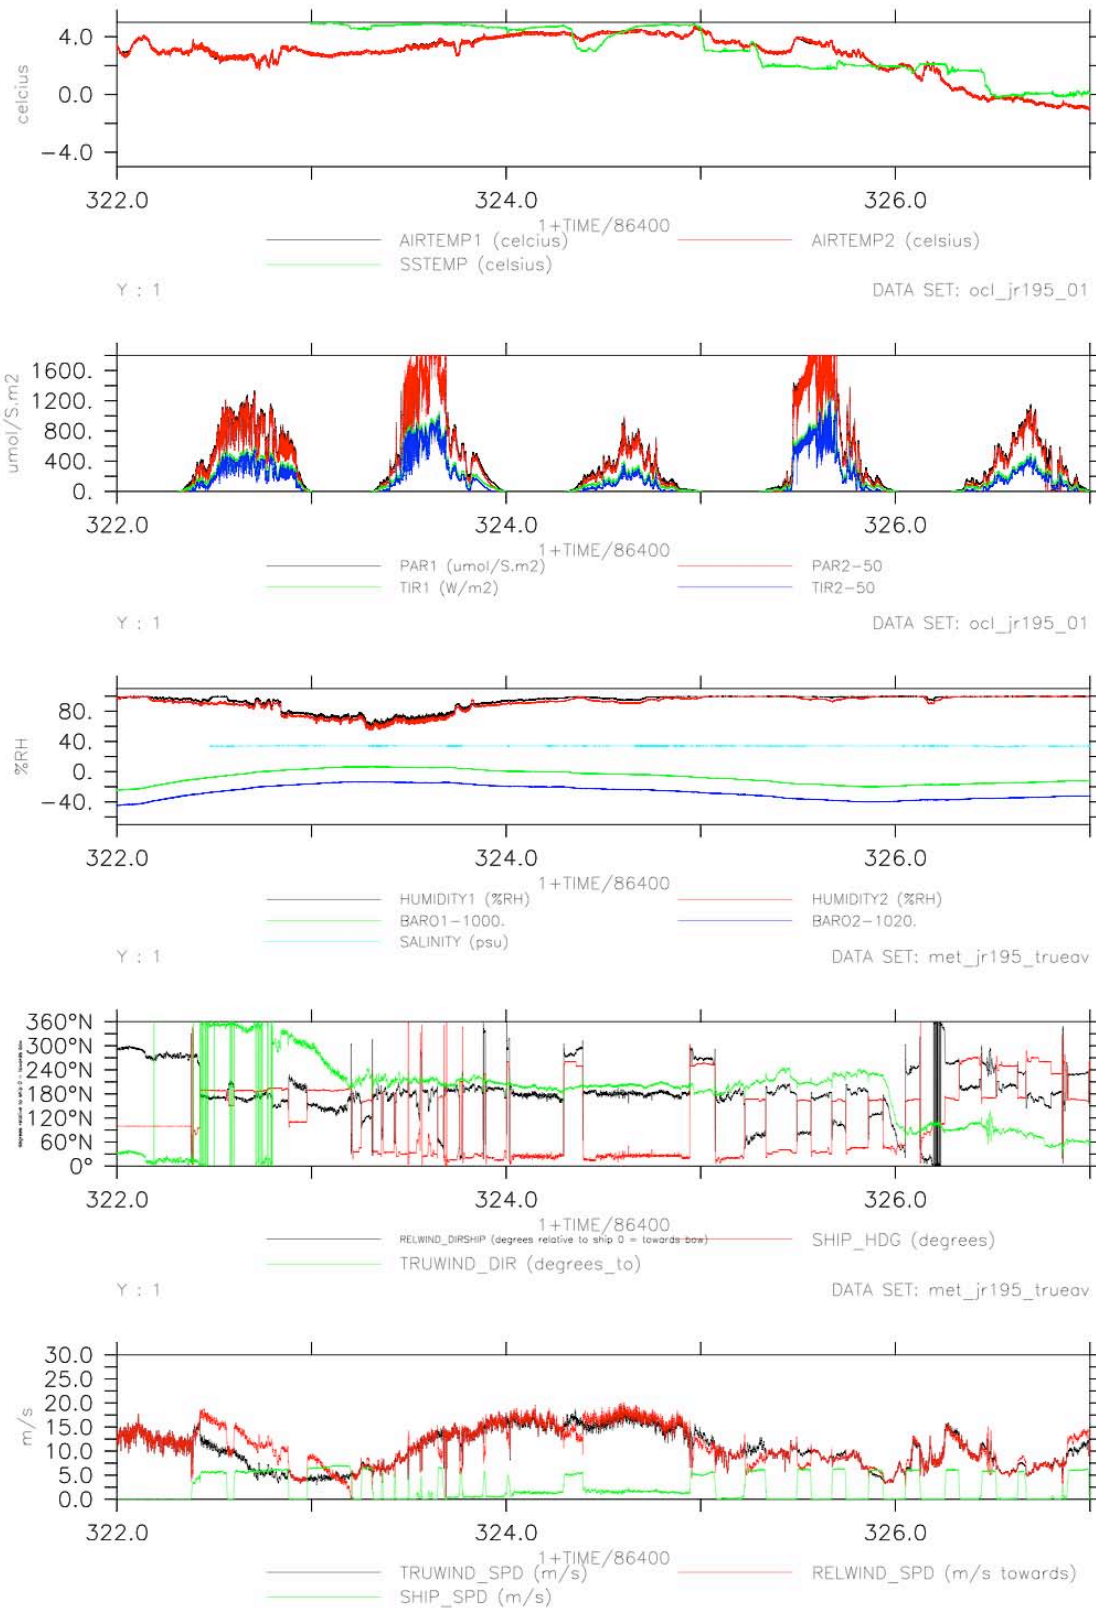 4.0
0.0
−4.0
celcius
322.0 324.0 326.0
1+TIME/86400
AIRTEMP1 (celcius) AIRTEMP2 (celsius)
SSTEMP (celsius)
Y : 1 DATA SET: ocl_jr195_01
1600.
1200.
800.
400.
0.
umol/S.m2
322.0 324.0 326.0
1+TIME/86400
PAR1 (umol/S.m2) PAR2−50
TIR1 (W/m2) TIR2−50
Y : 1 DATA SET: ocl_jr195_01
80.
40.
0.
−40.
%RH
322.0 324.0 326.0
1+TIME/86400
HUMIDITY1 (%RH) HUMIDITY2 (%RH)
BARO1−1000. BARO2−1020.
SALINITY (psu)
Y : 1 DATA SET: met_jr195_trueav
360°N
300°N
240°N
180°N
120°N
60°N
0°
degrees relative to ship 0 = towards bow
322.0 324.0 326.0
1+TIME/86400
RELWIND_DIRSHIP (degrees relative to ship 0 = towards bow) SHIP_HDG (degrees)
TRUWIND_DIR (degrees_to)
Y : 1 DATA SET: met_jr195_trueav
30.0
25.0
20.0
15.0
10.0
5.0
0.0
m/s
322.0 324.0 326.0
1+TIME/86400
TRUWIND_SPD (m/s) RELWIND_SPD (m/s towards)
SHIP_SPD (m/s)